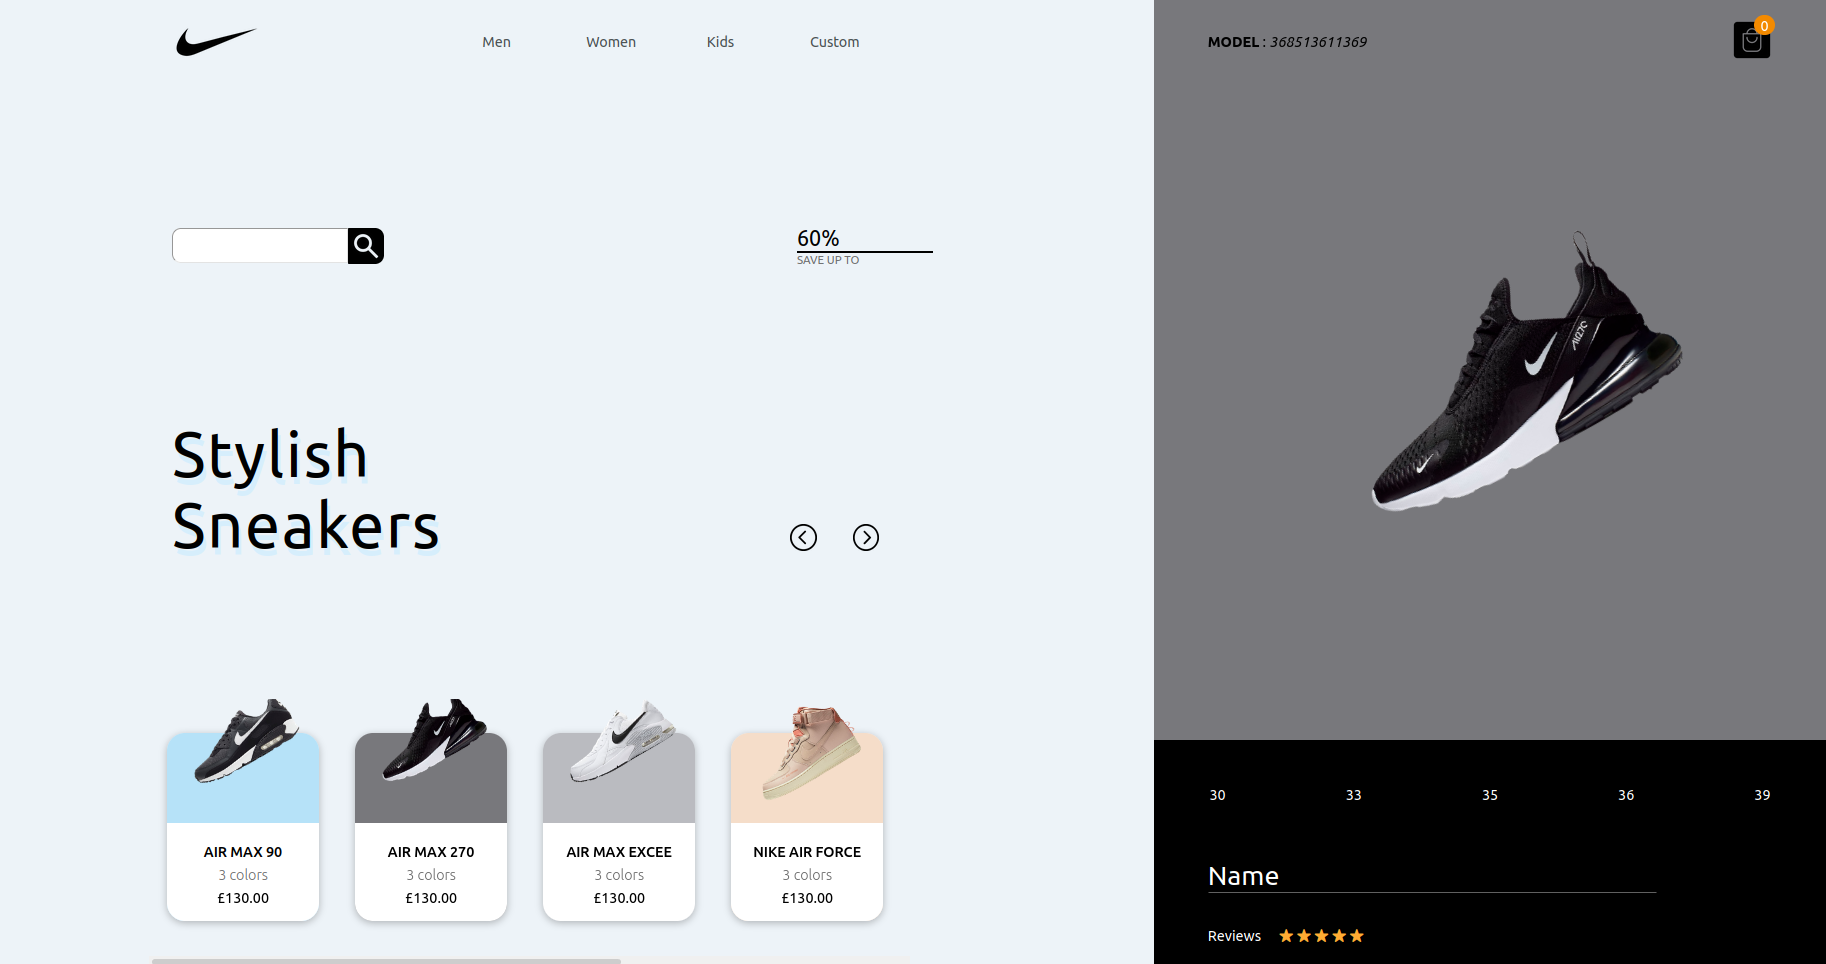 Men Women Kids Custom
MODEL : 368513611369
0
60%
SAVE UP TO
AIR270
Stylish
Sneakers
AIR MAX 90
3 colors
£130.00
AIR MAX 270
3 colors
£130.00
AIR MAX EXCEE
3 colors
£130.00
NIKE AIR FORCE
3 colors
£130.00
30 33 35 36 39
Name
Reviews